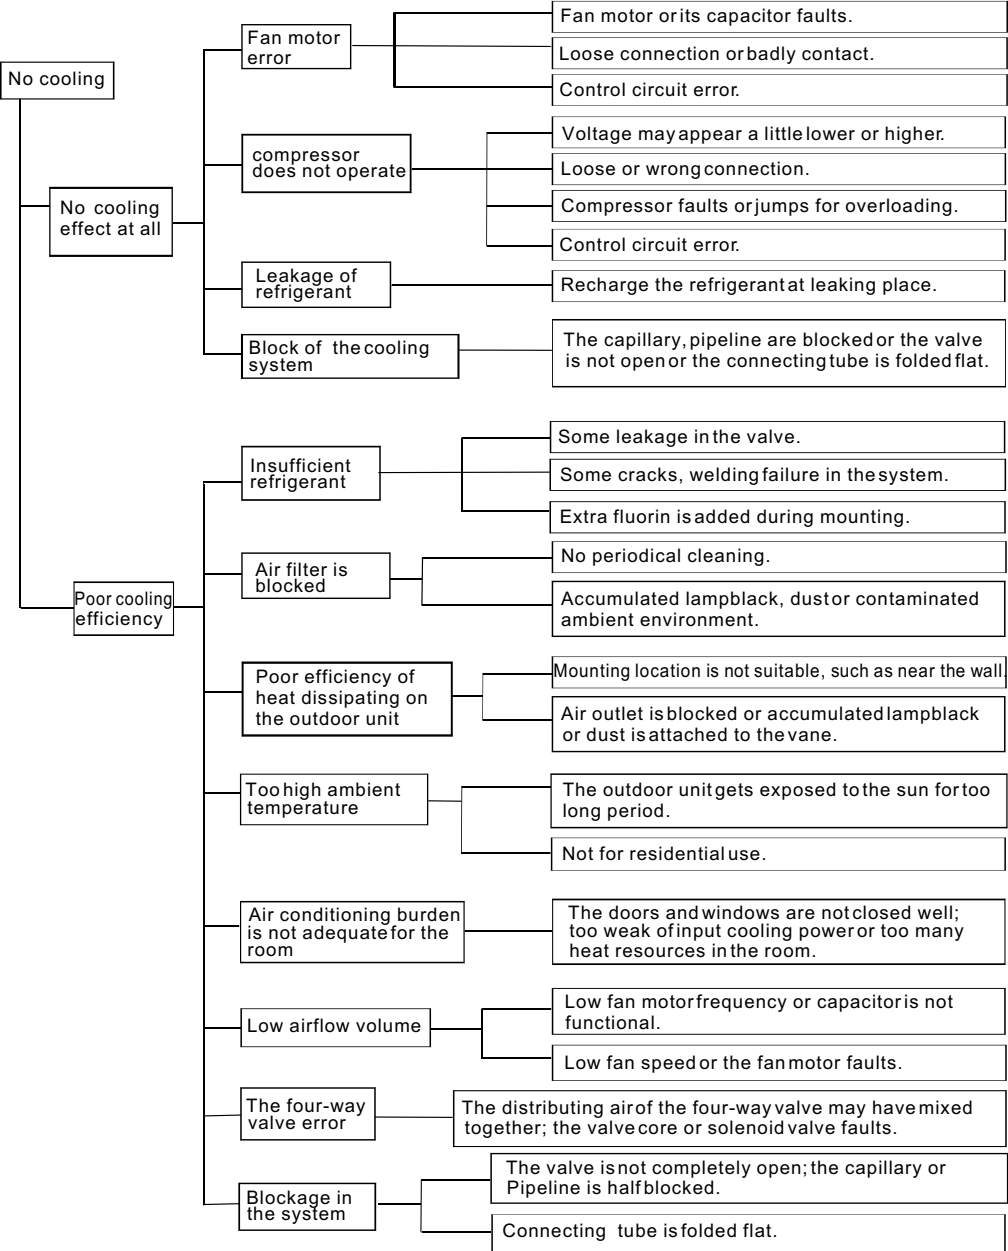 No cooling
No cooling
effect at all
Fan motor
error
Fan motor or its capacitor faults.
Loose connection or badly contact.
Control circuit error.
compressor
does not operate
Voltage may appear a little lower or higher.
Loose or wrong connection.
Compressor faults or jumps for overloading.
Control circuit error.
Leakage of
refrigerant
Recharge the refrigerant at leaking place.
Block of the cooling
system
The capillary, pipeline are blocked or the valve
is not open or the connecting tube is folded flat.
Poor cooling
efficiency
Insufficient
refrigerant
Some leakage in the valve.
Some cracks, welding failure in the system.
Extra fluorin is added during mounting.
Air filter is
blocked
No periodical cleaning.
Accumulated lampblack, dust or contaminated
ambient environment.
Poor efficiency of
heat dissipating on
the outdoor unit
Mounting location is not suitable, such as near the wall.
Air outlet is blocked or accumulated lampblack
or dust is attached to the vane.
Too high ambient
temperature
The outdoor unit gets exposed to the sun for too
long period.
Not for residential use.
Air conditioning burden
is not adequate for the
room
The doors and windows are not closed well;
too weak of input cooling power or too many
heat resources in the room.
Low airflow volume
Low fan motor frequency or capacitor is not
functional.
Low fan speed or the fan motor faults.
The four-way
valve error
The distributing air of the four-way valve may have mixed
together; the valve core or solenoid valve faults.
Blockage in
the system
The valve is not completely open; the capillary or
Pipeline is half blocked.
Connecting tube is folded flat.